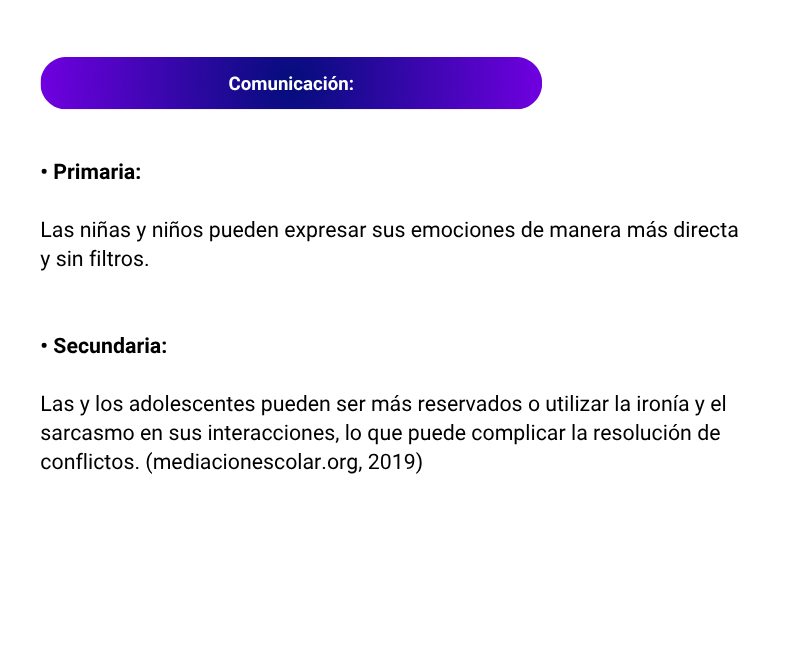 Comunicación:
• Primaria:
Las niñas y niños pueden expresar sus emociones de manera más directa
y sin filtros.
• Secundaria:
Las y los adolescentes pueden ser más reservados o utilizar la ironía y el
sarcasmo en sus interacciones, lo que puede complicar la resolución de
conflictos. (mediacionescolar.org, 2019)